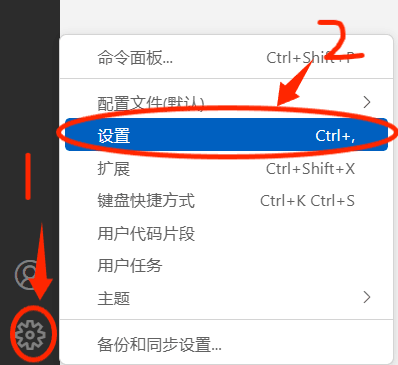 2
命令面板... Ctrl+Shift+P
配置文件(默认)
设置 Ctrl+,
1
扩展 Ctrl+Shift+X
键盘快捷方式 Ctrl+K Ctrl+S
用户代码片段
用户任务
主题
备份和同步设置...